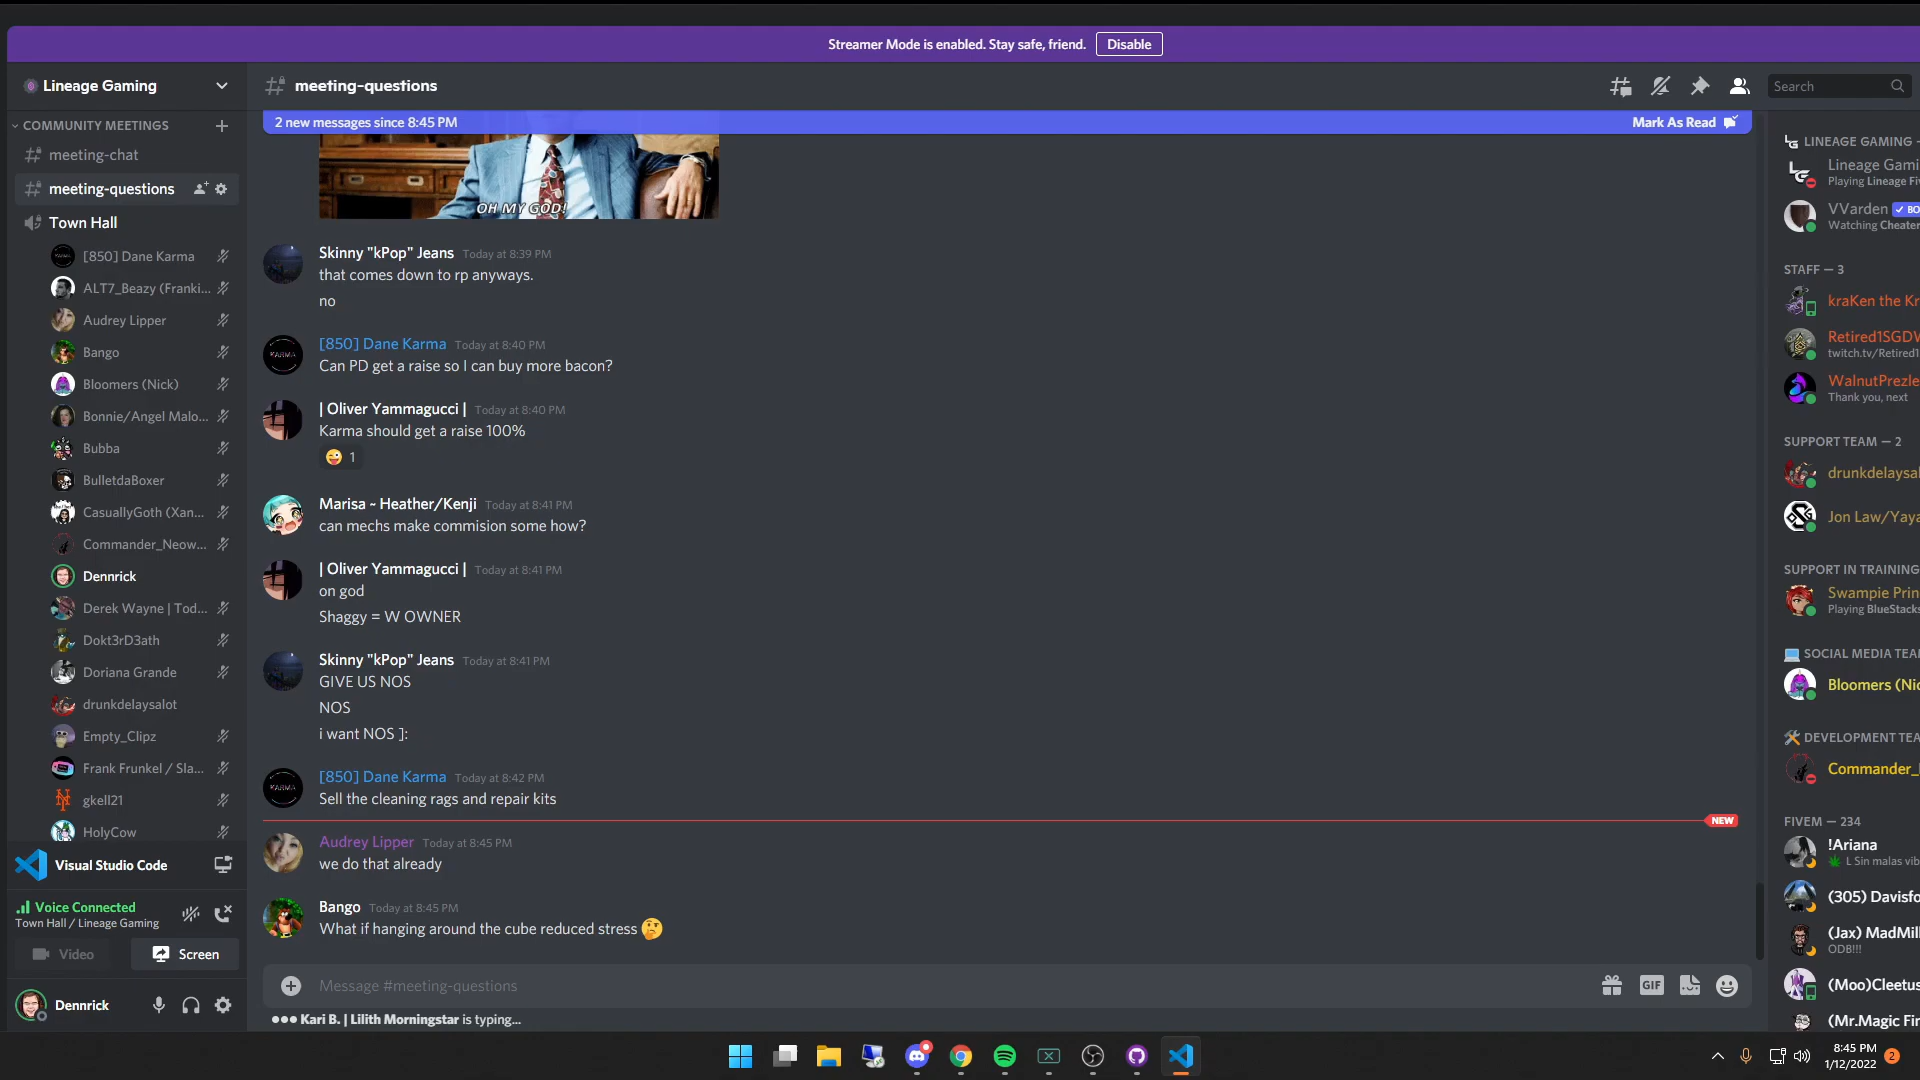 Streamer Mode is enabled. Stay safe, friend.
Disable
Lineage Gaming
meeting-questions
Search
COMMUNITY MEETINGS
meeting-chat
meeting-questions
Town Hall
[850] Dane Karma
ALT7_Beazy (Franki...
Audrey Lipper
Bango
Bloomers (Nick)
Bonnie/Angel Malo...
Bubba
BulletdaBoxer
CasuallyGoth (Xan...
Commander_Neow...
Dennrick
Derek Wayne | Tod...
Dokt3rD3ath
Doriana Grande
drunkdelaysalot
Empty_Clipz
Frank Frunkel / Sla...
gkell21
HolyCow
Visual Studio Code
Voice Connected
Town Hall / Lineage Gaming
Video
Screen
Dennrick
2 new messages since 8:45 PM
Mark As Read
OH MY GOD!
Skinny "kPop" Jeans Today at 8:39 PM
that comes down to rp anyways.
no
[850] Dane Karma Today at 8:40 PM
Can PD get a raise so I can buy more bacon?
| Oliver Yammagucci | Today at 8:40 PM
Karma should get a raise 100%
😜 1
Marisa ~ Heather/Kenji Today at 8:41 PM
can mechs make commision some how?
| Oliver Yammagucci | Today at 8:41 PM
on god
Shaggy = W OWNER
Skinny "kPop" Jeans Today at 8:41 PM
GIVE US NOS
NOS
i want NOS ]:
[850] Dane Karma Today at 8:42 PM
Sell the cleaning rags and repair kits
NEW
Audrey Lipper Today at 8:45 PM
we do that already
Bango Today at 8:45 PM
What if hanging around the cube reduced stress 🤔
Message #meeting-questions
GIF
Kari B. | Lilith Morningstar is typing...
LINEAGE GAMING -
Lineage Gami
Playing Lineage Fiv
VVarden ✓ BO
Watching Cheater
STAFF — 3
kraKen the Kr
Retired1SGDV
twitch.tv/Retired1
WalnutPrezle
Thank you, next
SUPPORT TEAM — 2
drunkdelaysal
Jon Law/Yaya
SUPPORT IN TRAINING
Swampie Prin
Playing BlueStacks
SOCIAL MEDIA TEA
Bloomers (Nic
DEVELOPMENT TEA
Commander_
FIVEM — 234
!Ariana
L Sin malas vib
(305) Davisfo
(Jax) MadMill
ODB!!!
(Moo)Cleetus
(Mr.Magic Fin
8:45 PM
1/12/2022
2